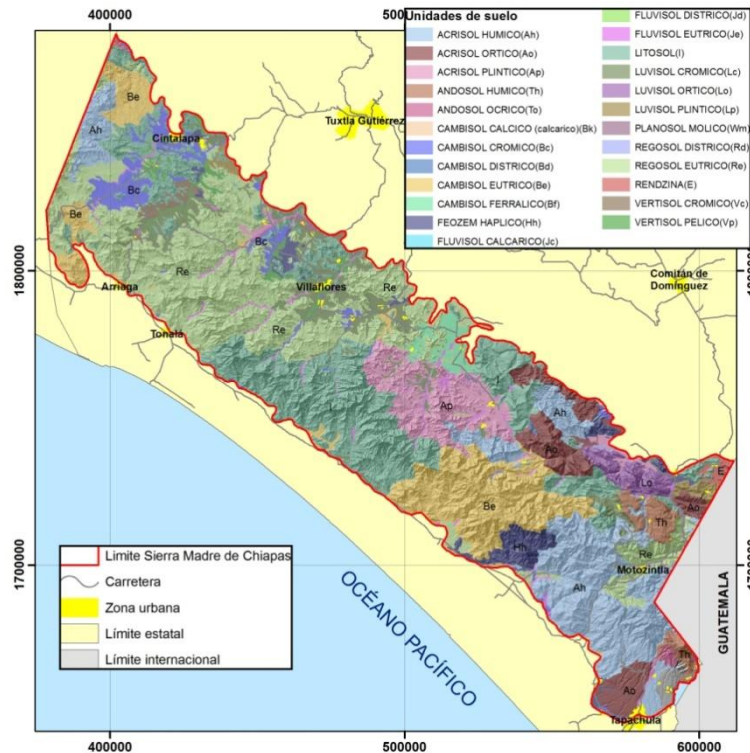 400000
500000
Unidades de suelo
ACRISOL HUMICO(Ah)
ACRISOL ORTICO(Ao)
ACRISOL PLINTICO(Ap)
ANDOSOL HUMICO(Th)
ANDOSOL OCRICO(To)
CAMBISOL CALCICO (calcarico)(Bk)
CAMBISOL CROMICO(Bc)
CAMBISOL DISTRICO(Bd)
CAMBISOL EUTRICO(Be)
CAMBISOL FERRALICO(Bf)
FEOZEM HAPLICO(Hh)
FLUVISOL CALCARICO(Jc)
FLUVISOL DISTRICO(Jd)
FLUVISOL EUTRICO(Je)
LITOSOL(I)
LUVISOL CROMICO(Lc)
LUVISOL ORTICO(Lo)
LUVISOL PLINTICO(Lp)
PLANOSOL MOLICO(Wm)
REGOSOL DISTRICO(Rd)
REGOSOL EUTRICO(Re)
RENDZINA(E)
VERTISOL CROMICO(Vc)
VERTISOL PELICO(Vp)
Be
Ah
Tuxtla Gutiérrez
Cintalapa
Bc
Be
Bc
1800000
Re
Comitán de
Domínguez
Arriaga
Villaflores
Re
Tonalá
Re
I
I
Ap
Ah
Ao
E
Lo
Be
Ao
Th
Hh
Re
1700000
Motozintla
Ah
GUATEMALA
OCÉANO PACÍFICO
Th
Ao
Tapachula
Límite Sierra Madre de Chiapas
Carretera
Zona urbana
Límite estatal
Límite internacional
400000
500000
600000